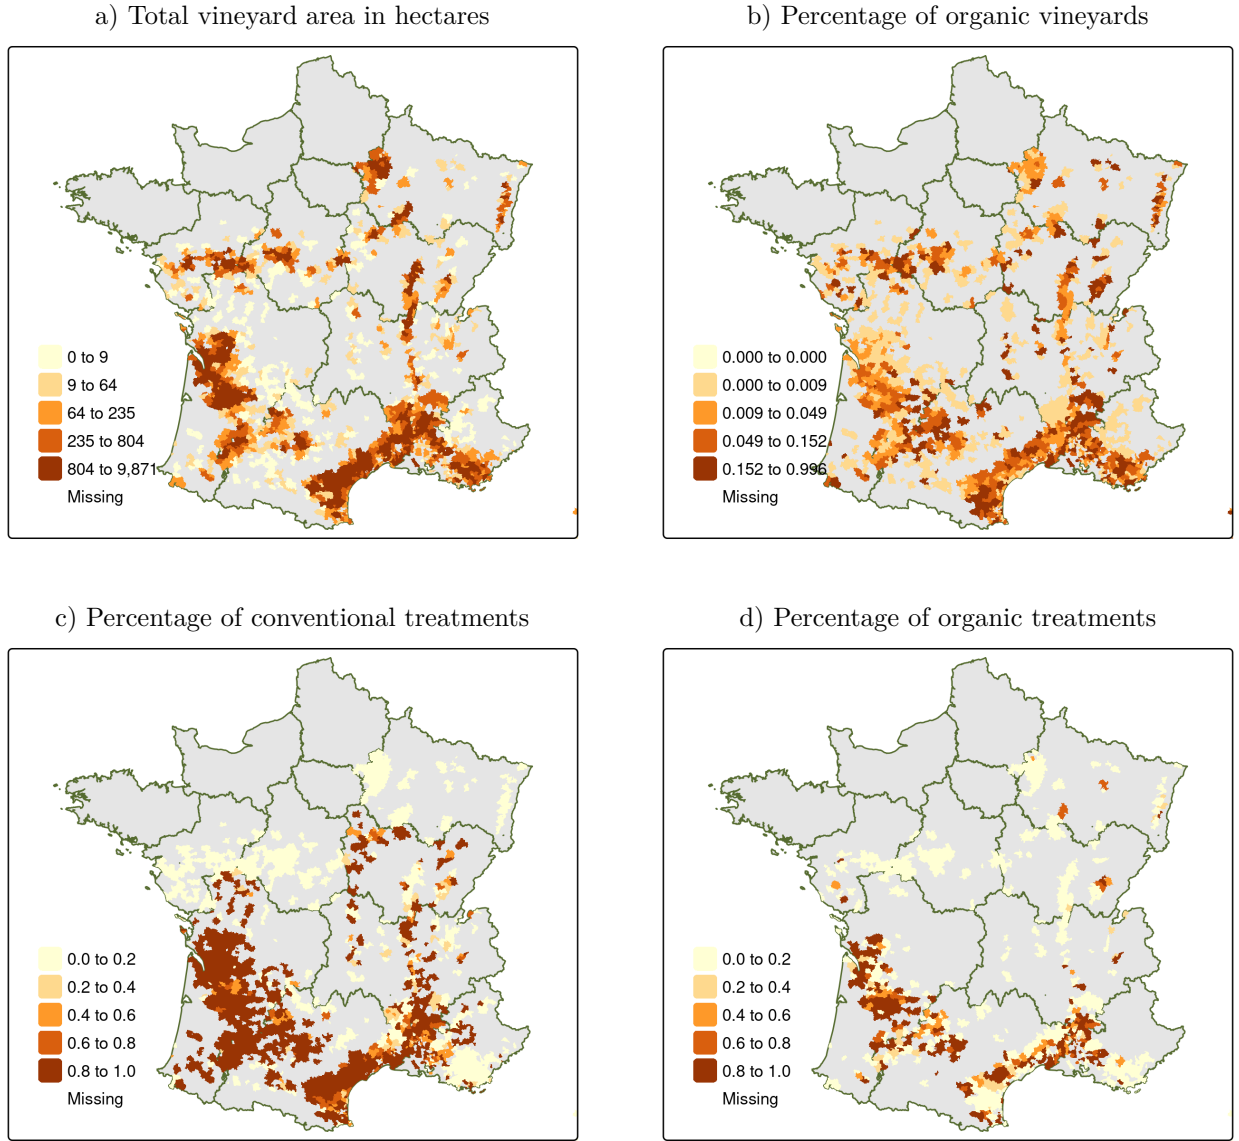 a) Total vineyard area in hectares
0 to 9
9 to 64
64 to 235
235 to 804
804 to 9,871
Missing
b) Percentage of organic vineyards
0.000 to 0.000
0.000 to 0.009
0.009 to 0.049
0.049 to 0.152
0.152 to 0.996
Missing
c) Percentage of conventional treatments
0.0 to 0.2
0.2 to 0.4
0.4 to 0.6
0.6 to 0.8
0.8 to 1.0
Missing
d) Percentage of organic treatments
0.0 to 0.2
0.2 to 0.4
0.4 to 0.6
0.6 to 0.8
0.8 to 1.0
Missing